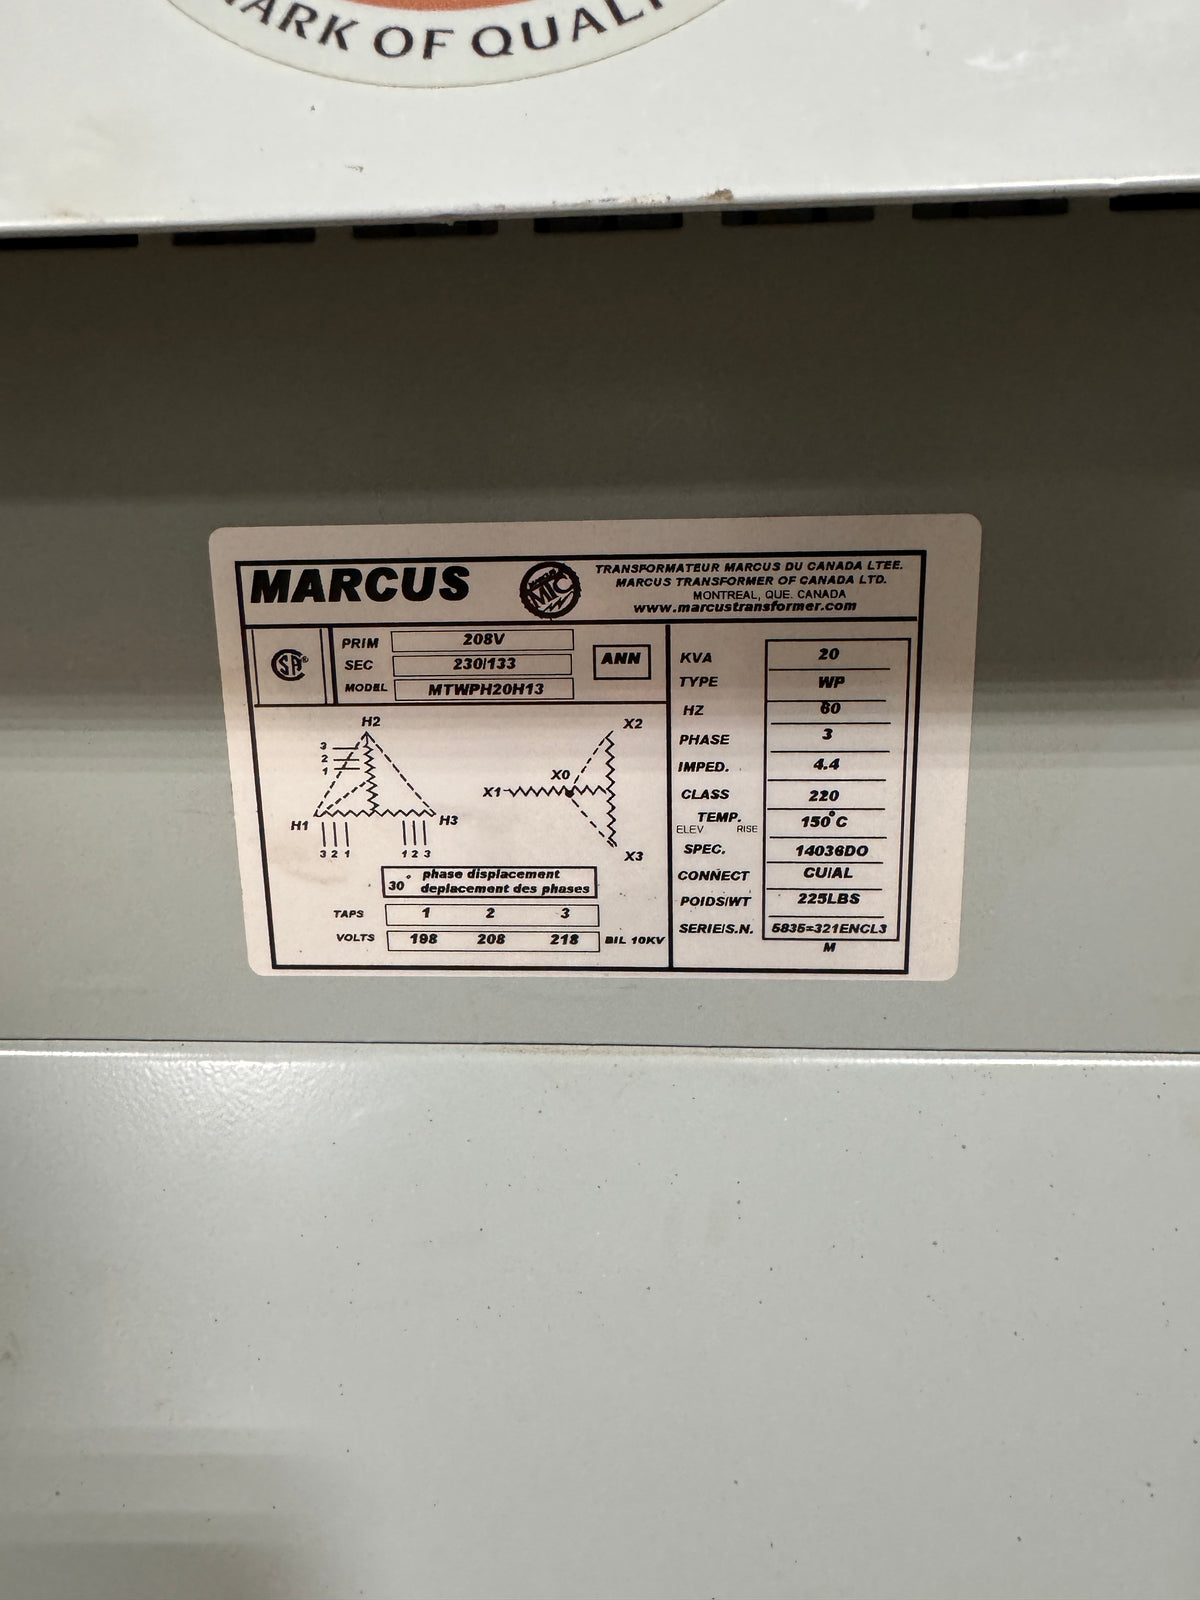 MARK OF QUALI
MARCUS
MTC
TRANSFORMATEUR MARCUS DU CANADA LTEE.
MARCUS TRANSFORMER OF CANADA LTD.
MONTREAL, QUE. CANADA
www.marcustransformer.com
PRIM 208V
SEC 230/133
MODEL MTWPH20H13
ANN
H2
3
2
1
H1
H3
3 2 1
1 2 3
X2
X0
X1
X3
30° phase displacement
deplacement des phases
TAPS 1 2 3
VOLTS 198 208 218 BIL 10KV
KVA 20
TYPE WP
HZ 60
PHASE 3
IMPED. 4.4
CLASS 220
TEMP. 150°C
ELEV RISE
SPEC. 14036DO
CONNECT CU/AL
POIDS/WT 225LBS
SERIE/S.N. 5835=321ENCL3
M